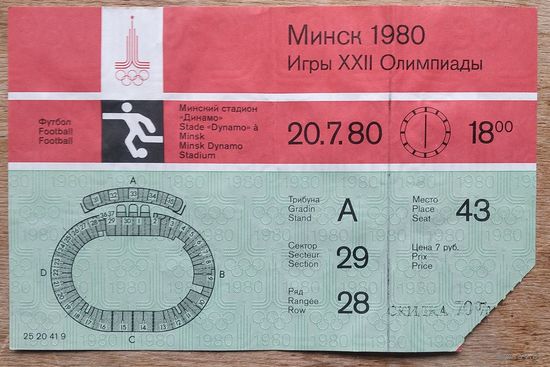 Минск 1980
Игры XXII Олимпиады
Футбол
Football
Football
Минский стадион
«Динамо»
Stade «Dynamo» à
Minsk
Minsk Dynamo
Stadium
20.7.80
18⁰⁰
A
B
C
D
Трибуна
Gradin
Stand
A
Место
Place
Seat
43
Сектор
Secteur
Section
29
Цена 7 руб.
Prix
Price
Ряд
Rangée
Row
28
СКИДКА 70%
25 20 41 9